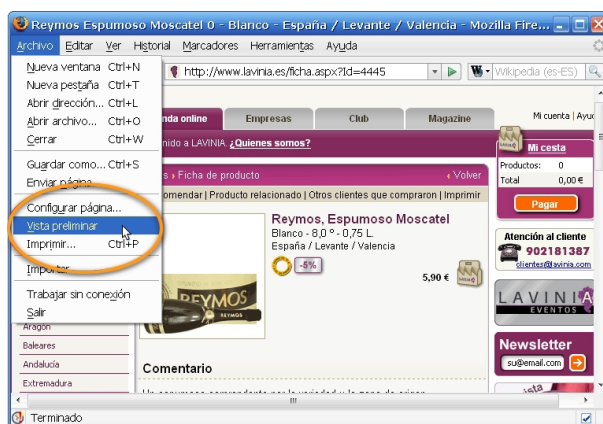 Reymos Espumoso Moscatel 0 - Blanco - España / Levante / Valencia - Mozilla Fire...
Archivo Editar Ver Historial Marcadores Herramientas Ayuda
Nueva ventana Ctrl+N
Nueva pestaña Ctrl+T
Abrir dirección... Ctrl+L
Abrir archivo... Ctrl+O
Cerrar Ctrl+W
Guardar como... Ctrl+S
Enviar página...
Configurar página...
Vista preliminar
Imprimir... Ctrl+P
Importar...
Trabajar sin conexión
Salir
http://www.lavinia.es/ficha.aspx?Id=4445
W Wikipedia (es-ES)
nda online Empresas Club Magazine
Mi cuenta | Ayu
nido a LAVINIA. ¿Quienes somos?
s › Ficha de producto ‹ Volver
omendar | Producto relacionado | Otros clientes que compraron | Imprimir
Reymos, Espumoso Moscatel
Blanco - 8,0 º - 0,75 L.
España / Levante / Valencia
-5%
5,90 €
REYMOS
REYMOS
Mi cesta
Productos: 0
Total 0,00 €
Pagar
Atención al cliente
902181387
clientes@lavinia.com
LAVINIA
EVENTOS
Newsletter
su@email.com
Aragón
Baleares
Andalucía
Extremadura
Comentario
Terminado